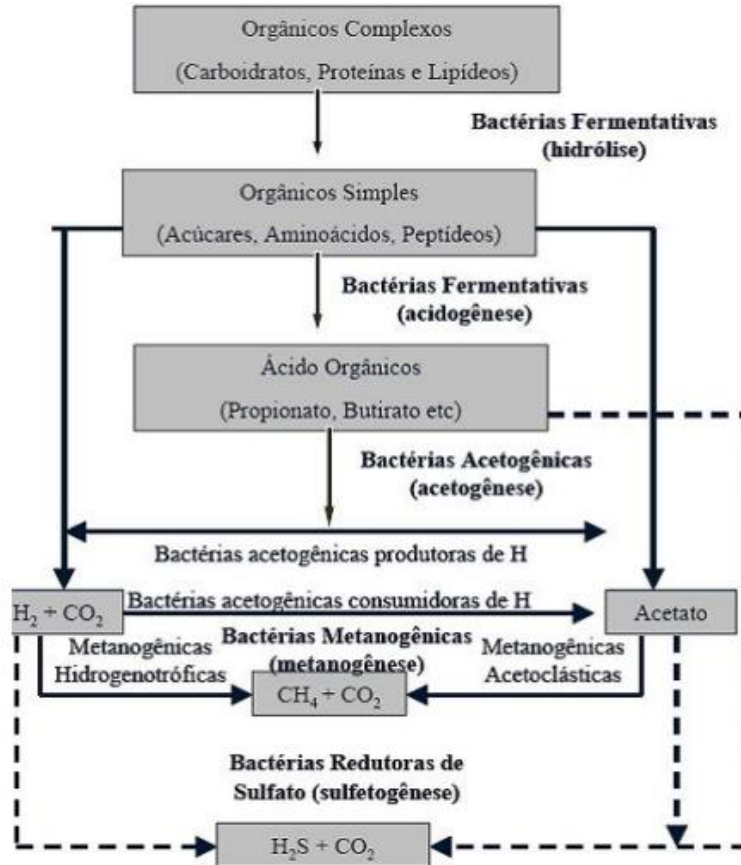 Orgânicos Complexos
(Carboidratos, Proteínas e Lipídeos)
Bactérias Fermentativas
(hidrólise)
Orgânicos Simples
(Acúcares, Aminoácidos, Peptídeos)
Bactérias Fermentativas
(acidogênese)
Ácido Orgânicos
(Propionato, Butirato etc)
Bactérias Acetogênicas
(acetogênese)
Bactérias acetogênicas produtoras de H
H₂ + CO₂
Bactérias acetogênicas consumidoras de H
Acetato
Bactérias Metanogênicas
(metanogênese)
Metanogênicas
Hidrogenotróficas
Metanogênicas
Acetoclásticas
CH₄ + CO₂
Bactérias Redutoras de
Sulfato (sulfetogênese)
H₂S + CO₂